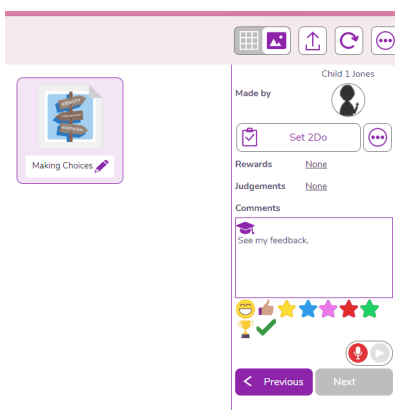 Child 1 Jones
Made by
Set 2Do
Making Choices
Rewards None
Judgements None
Comments
See my feedback.
Previous Next